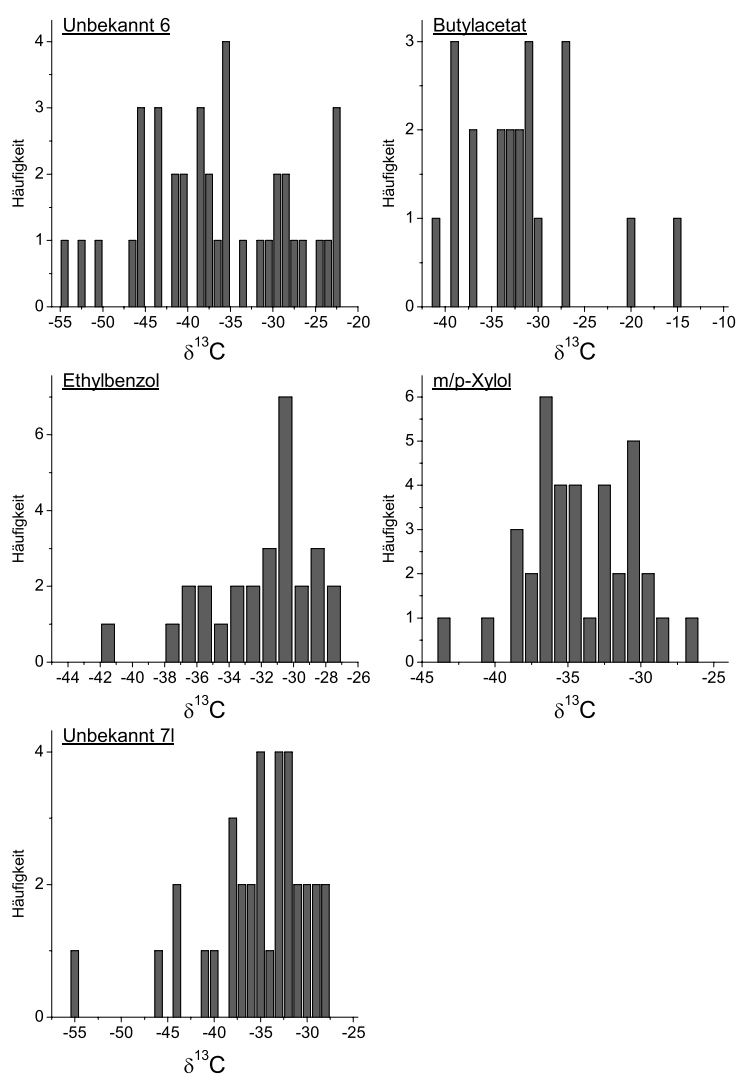 Unbekannt 6
Häufigkeit
4
3
2
1
0
-55 -50 -45 -40 -35 -30 -25 -20
δ¹³C
Butylacetat
Häufigkeit
3
2
1
0
-40 -35 -30 -25 -20 -15 -10
δ¹³C
Ethylbenzol
Häufigkeit
6
4
2
0
-44 -42 -40 -38 -36 -34 -32 -30 -28 -26
δ¹³C
m/p-Xylol
Häufigkeit
6
5
4
3
2
1
0
-45 -40 -35 -30 -25
δ¹³C
Unbekannt 7l
Häufigkeit
4
2
0
-55 -50 -45 -40 -35 -30 -25
δ¹³C